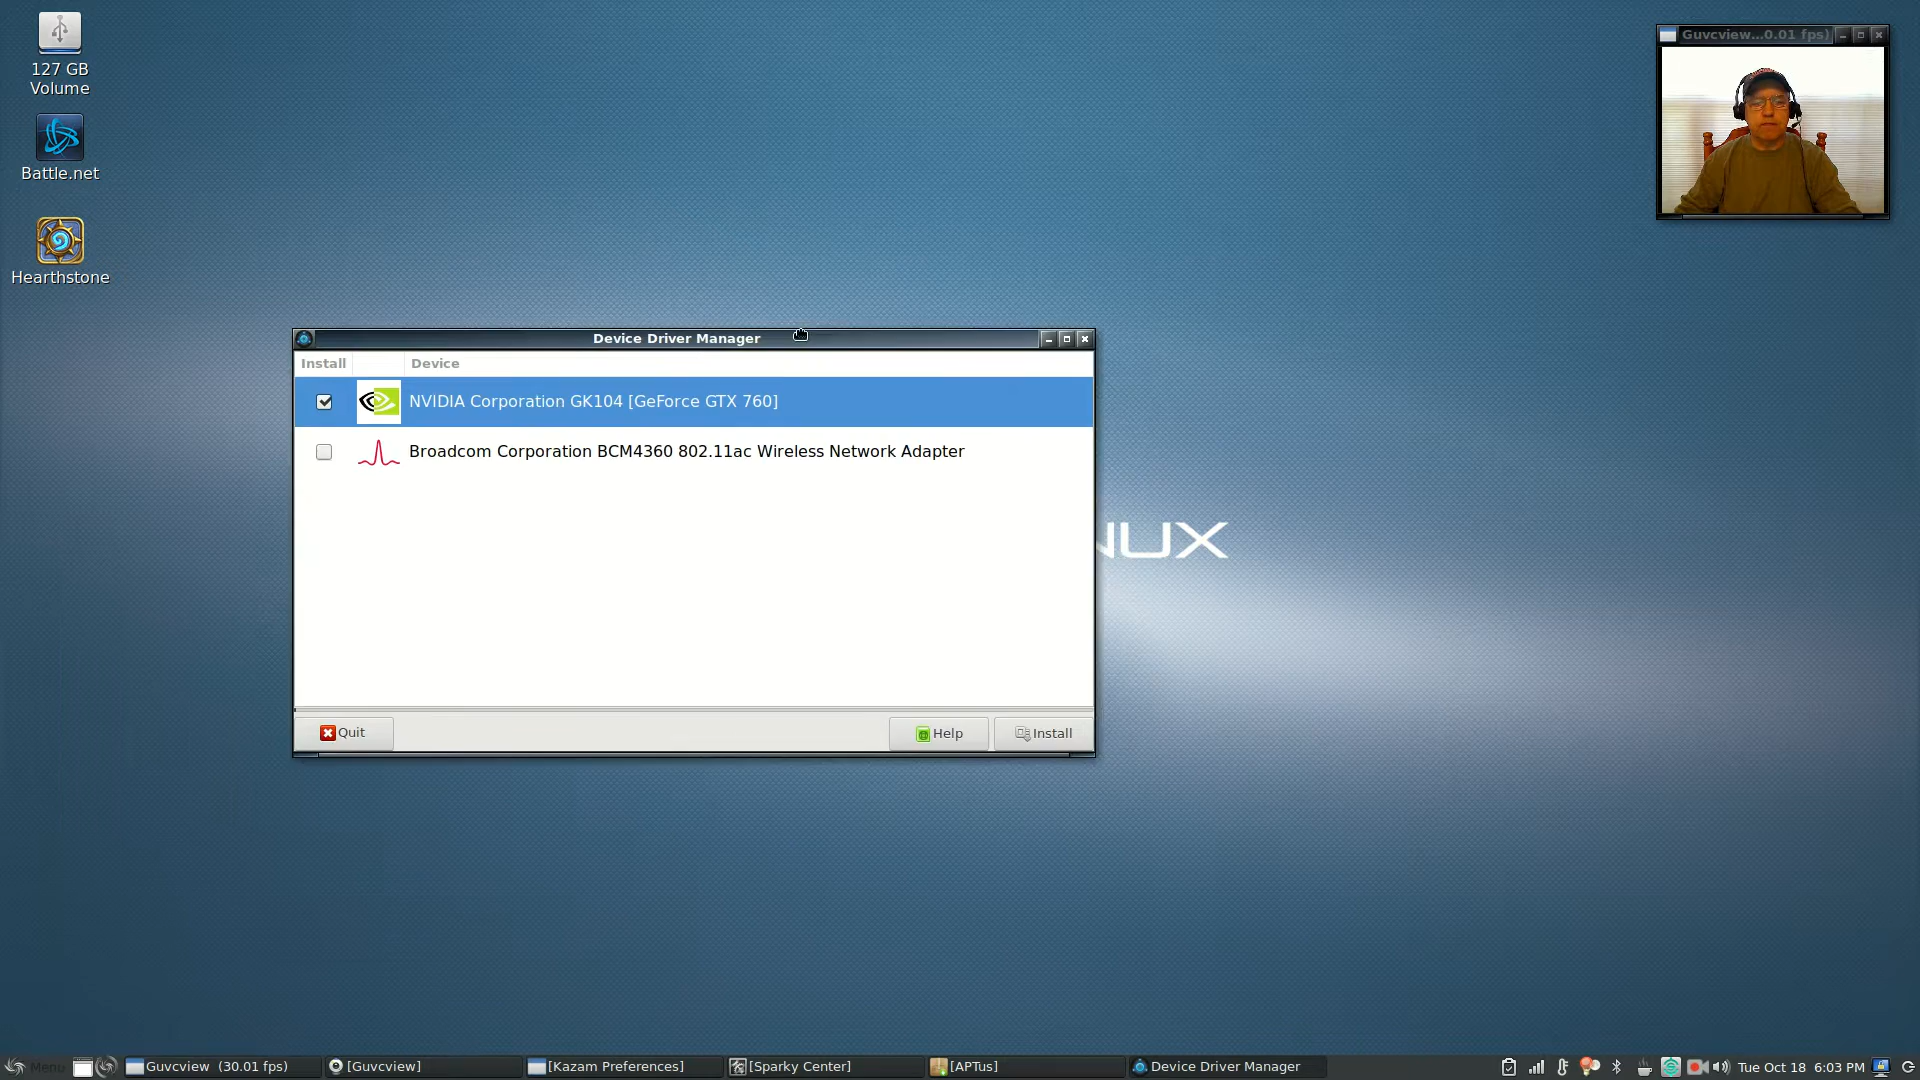 127 GB
Volume
Battle.net
Hearthstone
Guvcview...0.01 fps)
Device Driver Manager
Install
Device
NVIDIA Corporation GK104 [GeForce GTX 760]
Broadcom Corporation BCM4360 802.11ac Wireless Network Adapter
NUX
Quit
Help
Install
Menu
Guvcview (30.01 fps)
[Guvcview]
[Kazam Preferences]
[Sparky Center]
[APTus]
Device Driver Manager
Tue Oct 18 6:03 PM